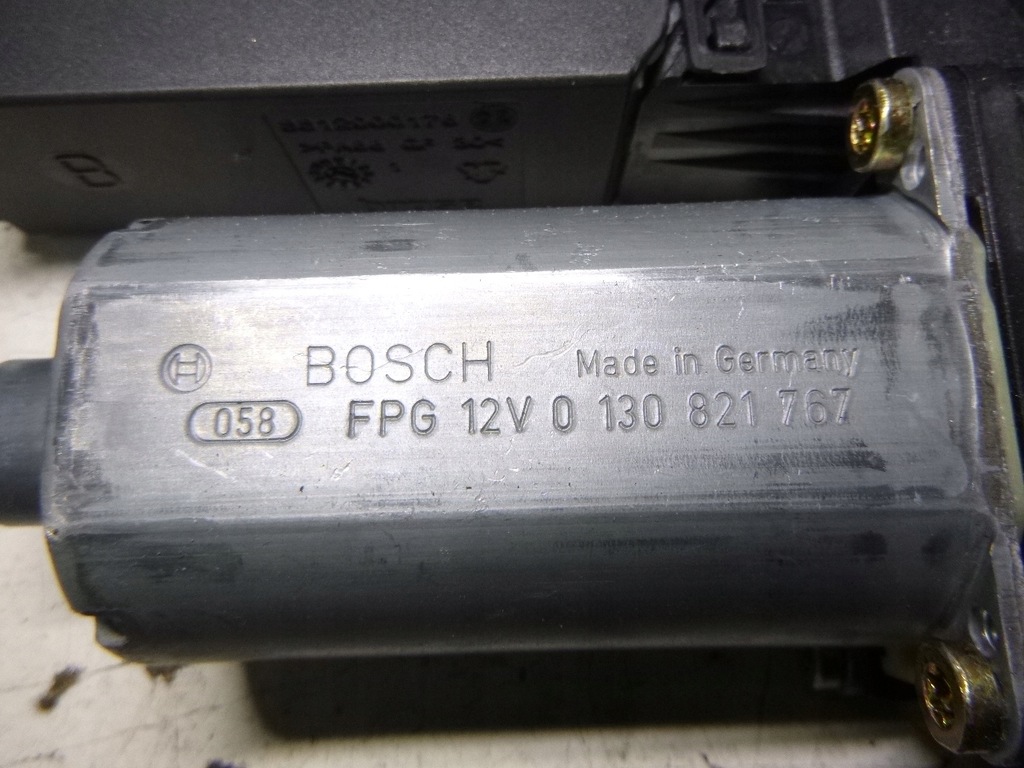 BOSCH Made in Germany
058 FPG 12V 0 130 821 767